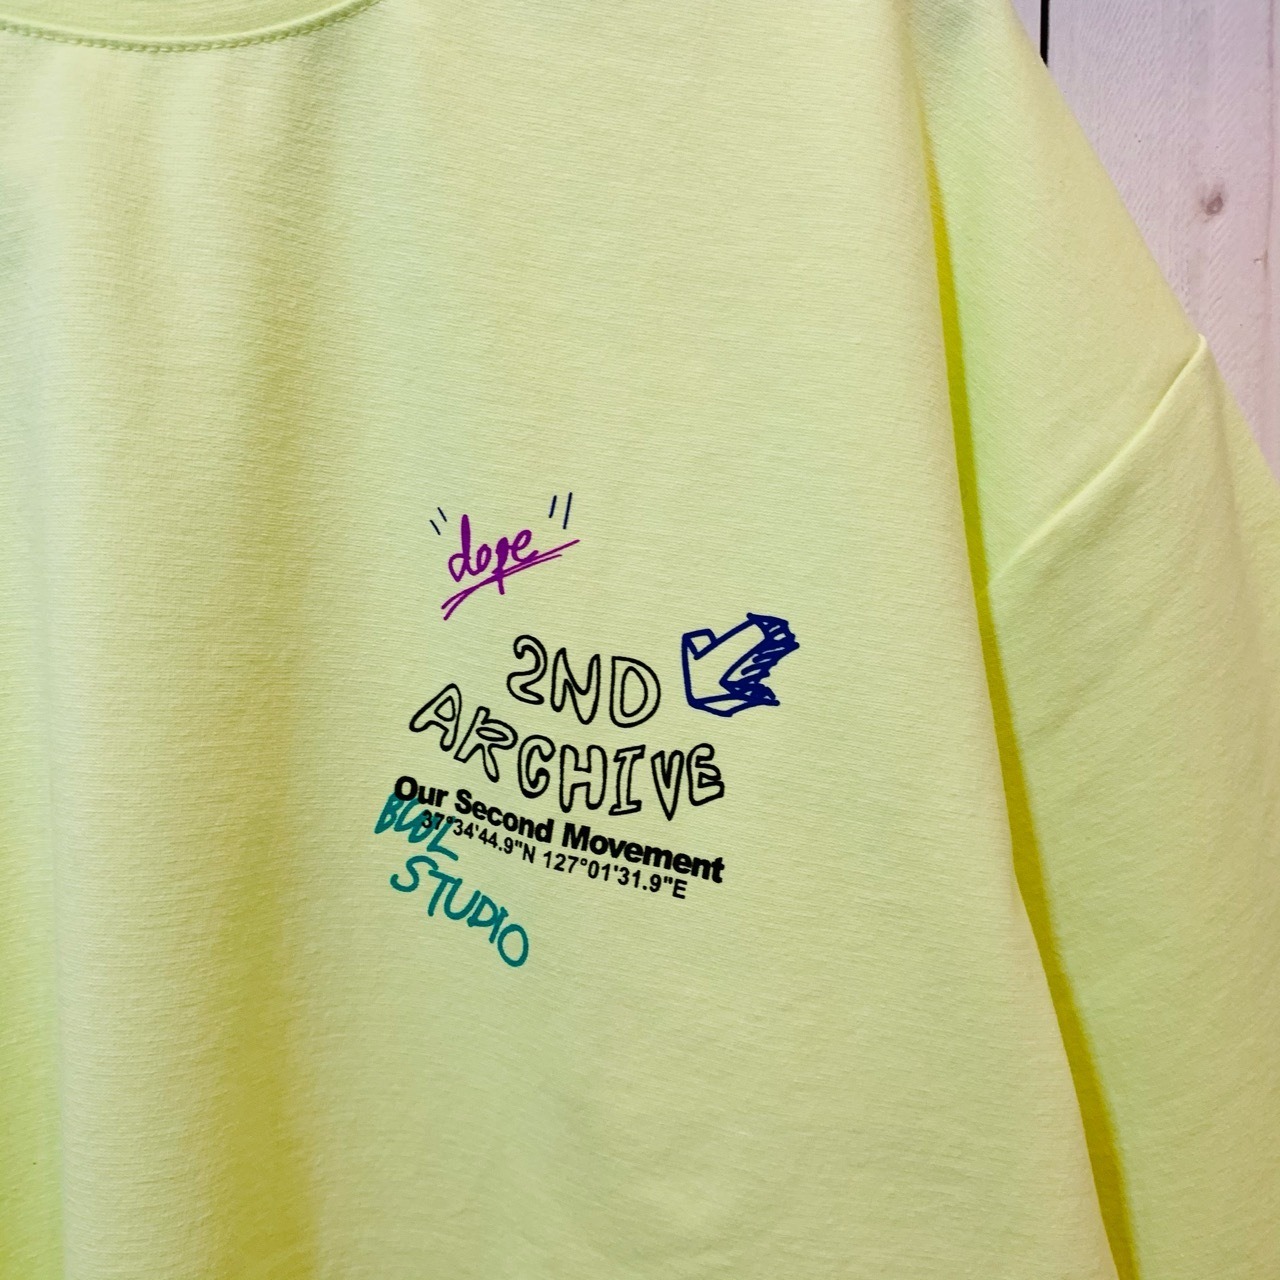 "dope"
2ND
ARCHIVE
Our Second Movement
37°34'44.9"N 127°01'31.9"E
STUDIO